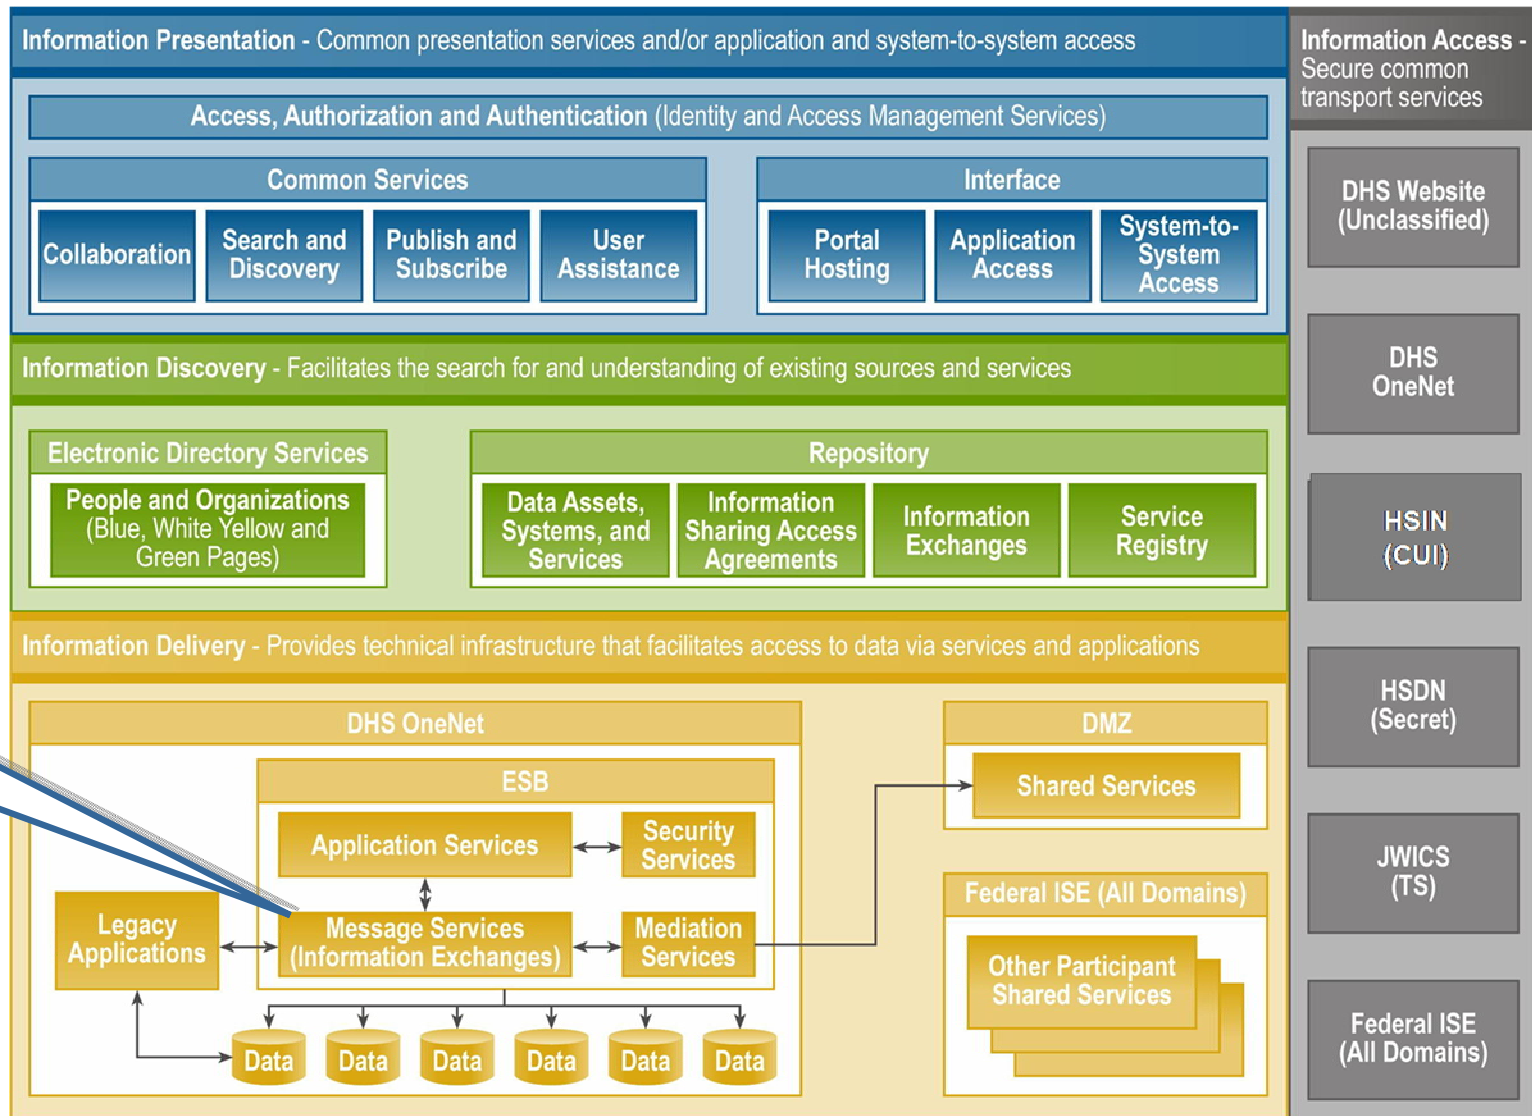 Information Presentation - Common presentation services and/or application and system-to-system access
Access, Authorization and Authentication (Identity and Access Management Services)
Common Services
Collaboration
Search and
Discovery
Publish and
Subscribe
User
Assistance
Interface
Portal
Hosting
Application
Access
System-to-
System
Access
Information Discovery - Facilitates the search for and understanding of existing sources and services
Electronic Directory Services
People and Organizations
(Blue, White Yellow and
Green Pages)
Repository
Data Assets,
Systems, and
Services
Information
Sharing Access
Agreements
Information
Exchanges
Service
Registry
Information Delivery - Provides technical infrastructure that facilitates access to data via services and applications
DHS OneNet
ESB
Application Services
Security
Services
Legacy
Applications
Message Services
(Information Exchanges)
Mediation
Services
Data
Data
Data
Data
Data
Data
DMZ
Shared Services
Federal ISE (All Domains)
Other Participant
Shared Services
Information Access -
Secure common
transport services
DHS Website
(Unclassified)
DHS
OneNet
HSIN
(CUI)
HSDN
(Secret)
JWICS
(TS)
Federal ISE
(All Domains)